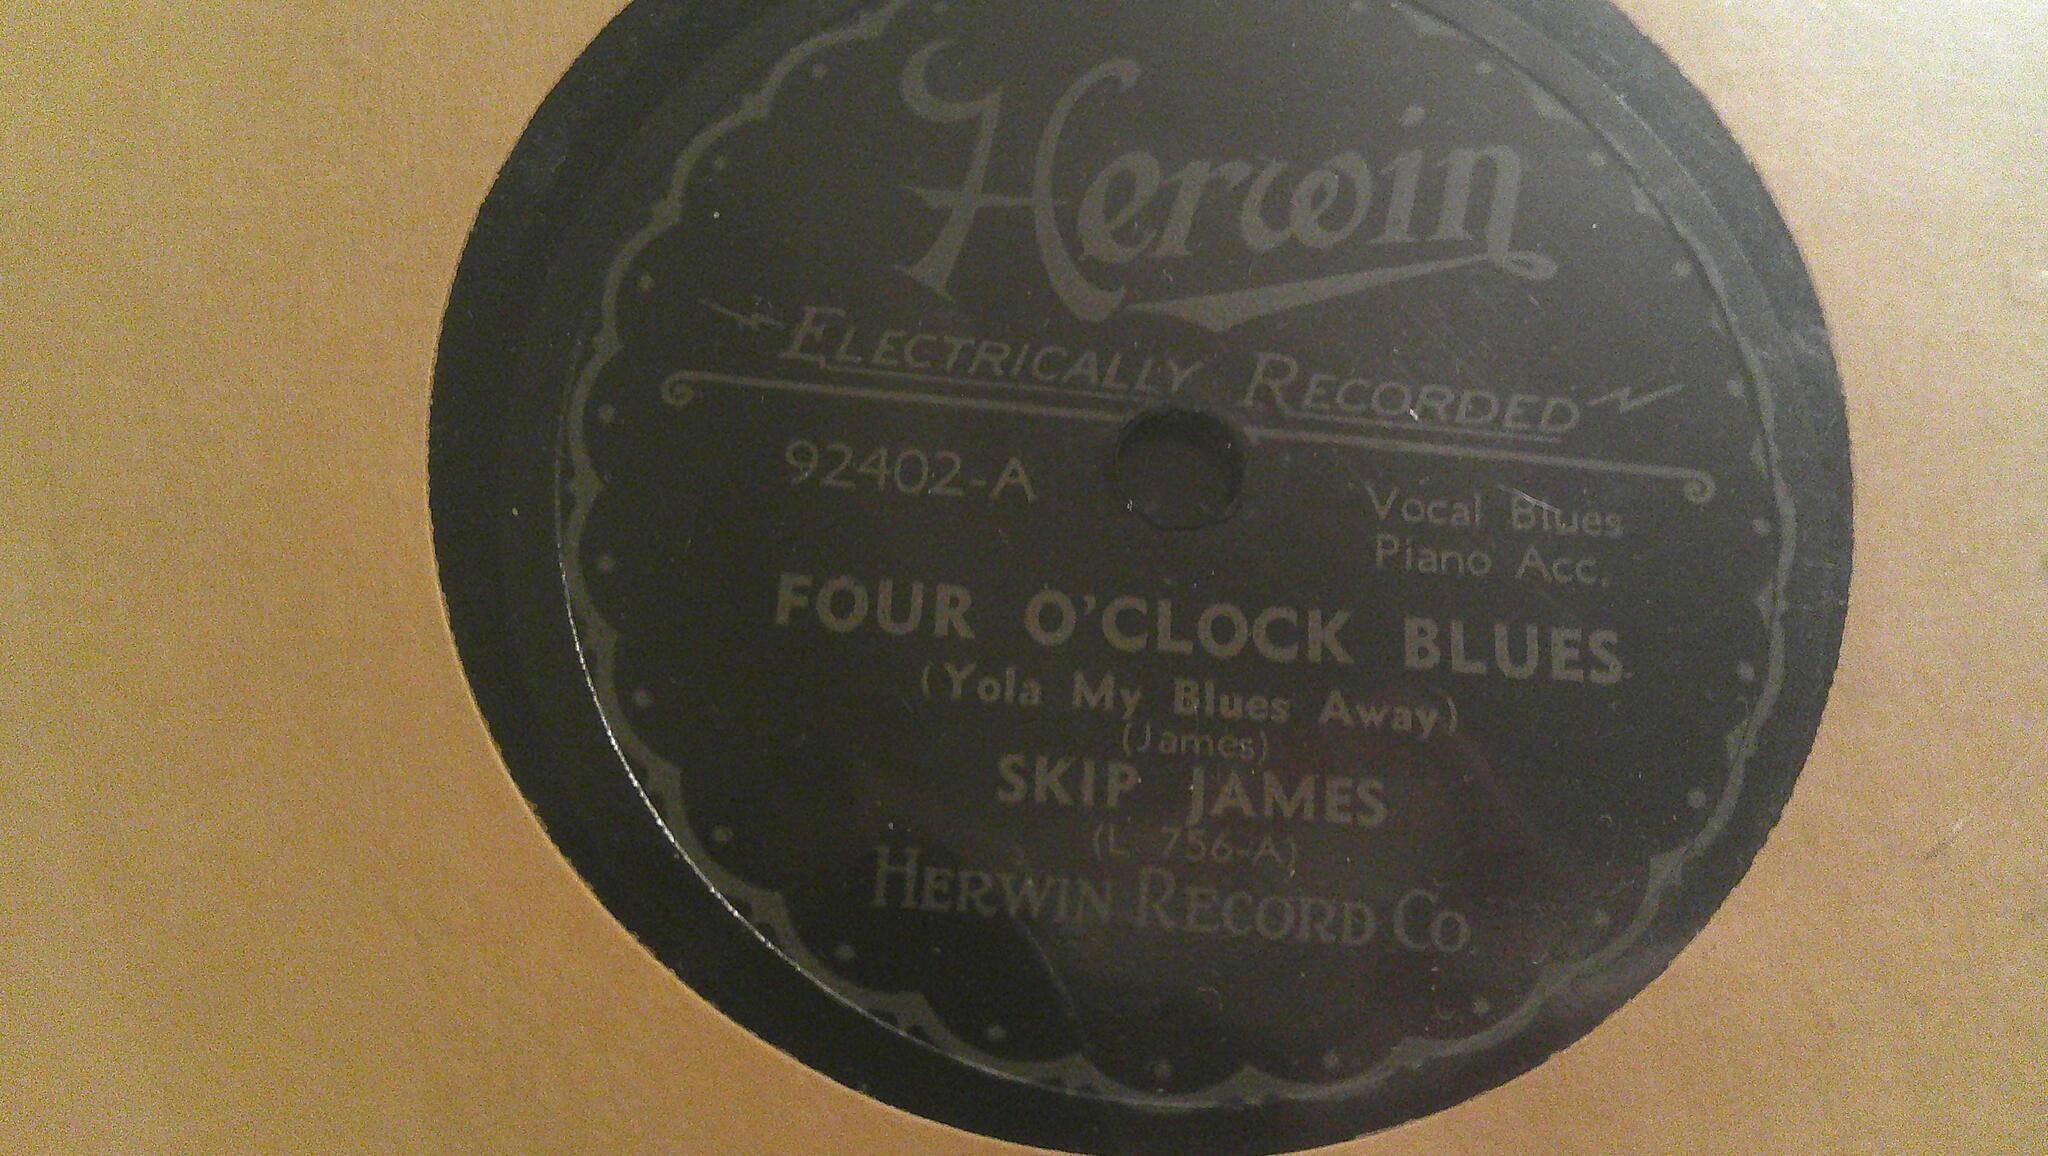 Herwin
ELECTRICALLY RECORDED
92402-A
Vocal Blues
Piano Acc.
FOUR O'CLOCK BLUES
(Yola My Blues Away)
(James)
SKIP JAMES
(L 756-A)
HERWIN RECORD CO